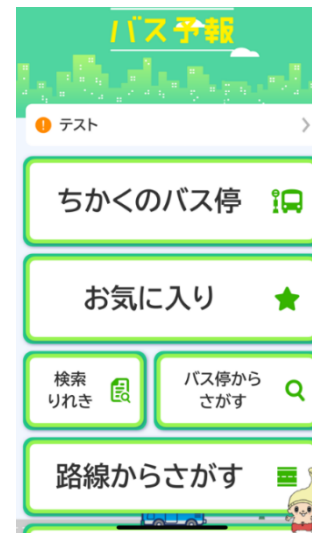 バス予報
テスト
ちかくのバス停
お気に入り
検索
りれき
バス停から
さがす
路線からさがす